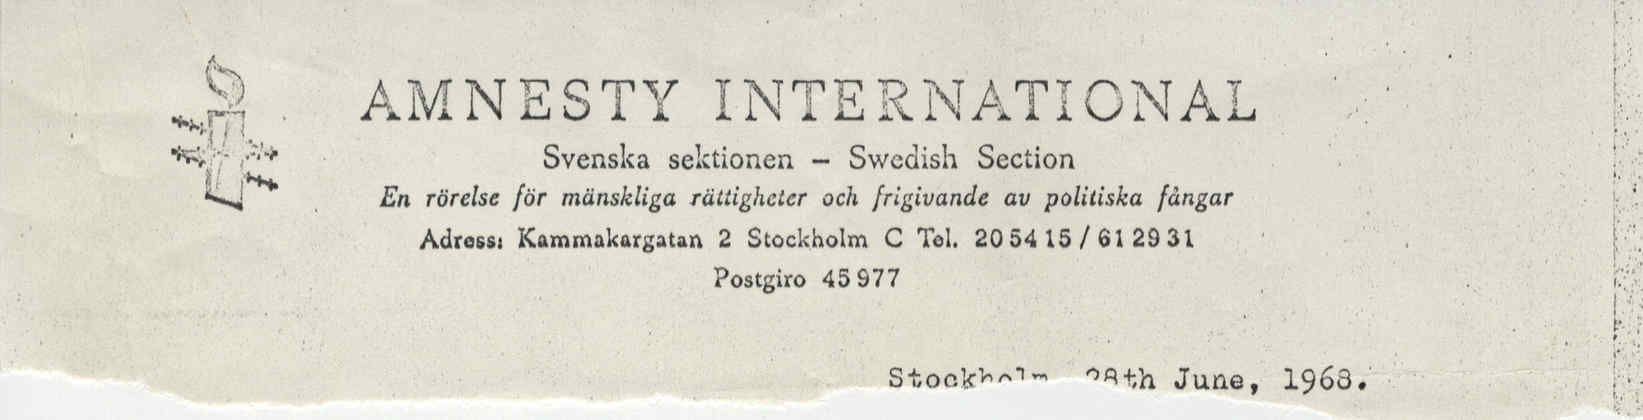 AMNESTY INTERNATIONAL
Svenska sektionen – Swedish Section
En rörelse för mänskliga rättigheter och frigivande av politiska fångar
Adress: Kammakargatan 2 Stockholm C Tel. 20 54 15 / 61 29 31
Postgiro 45 977
Stockholm 28th June, 1968.